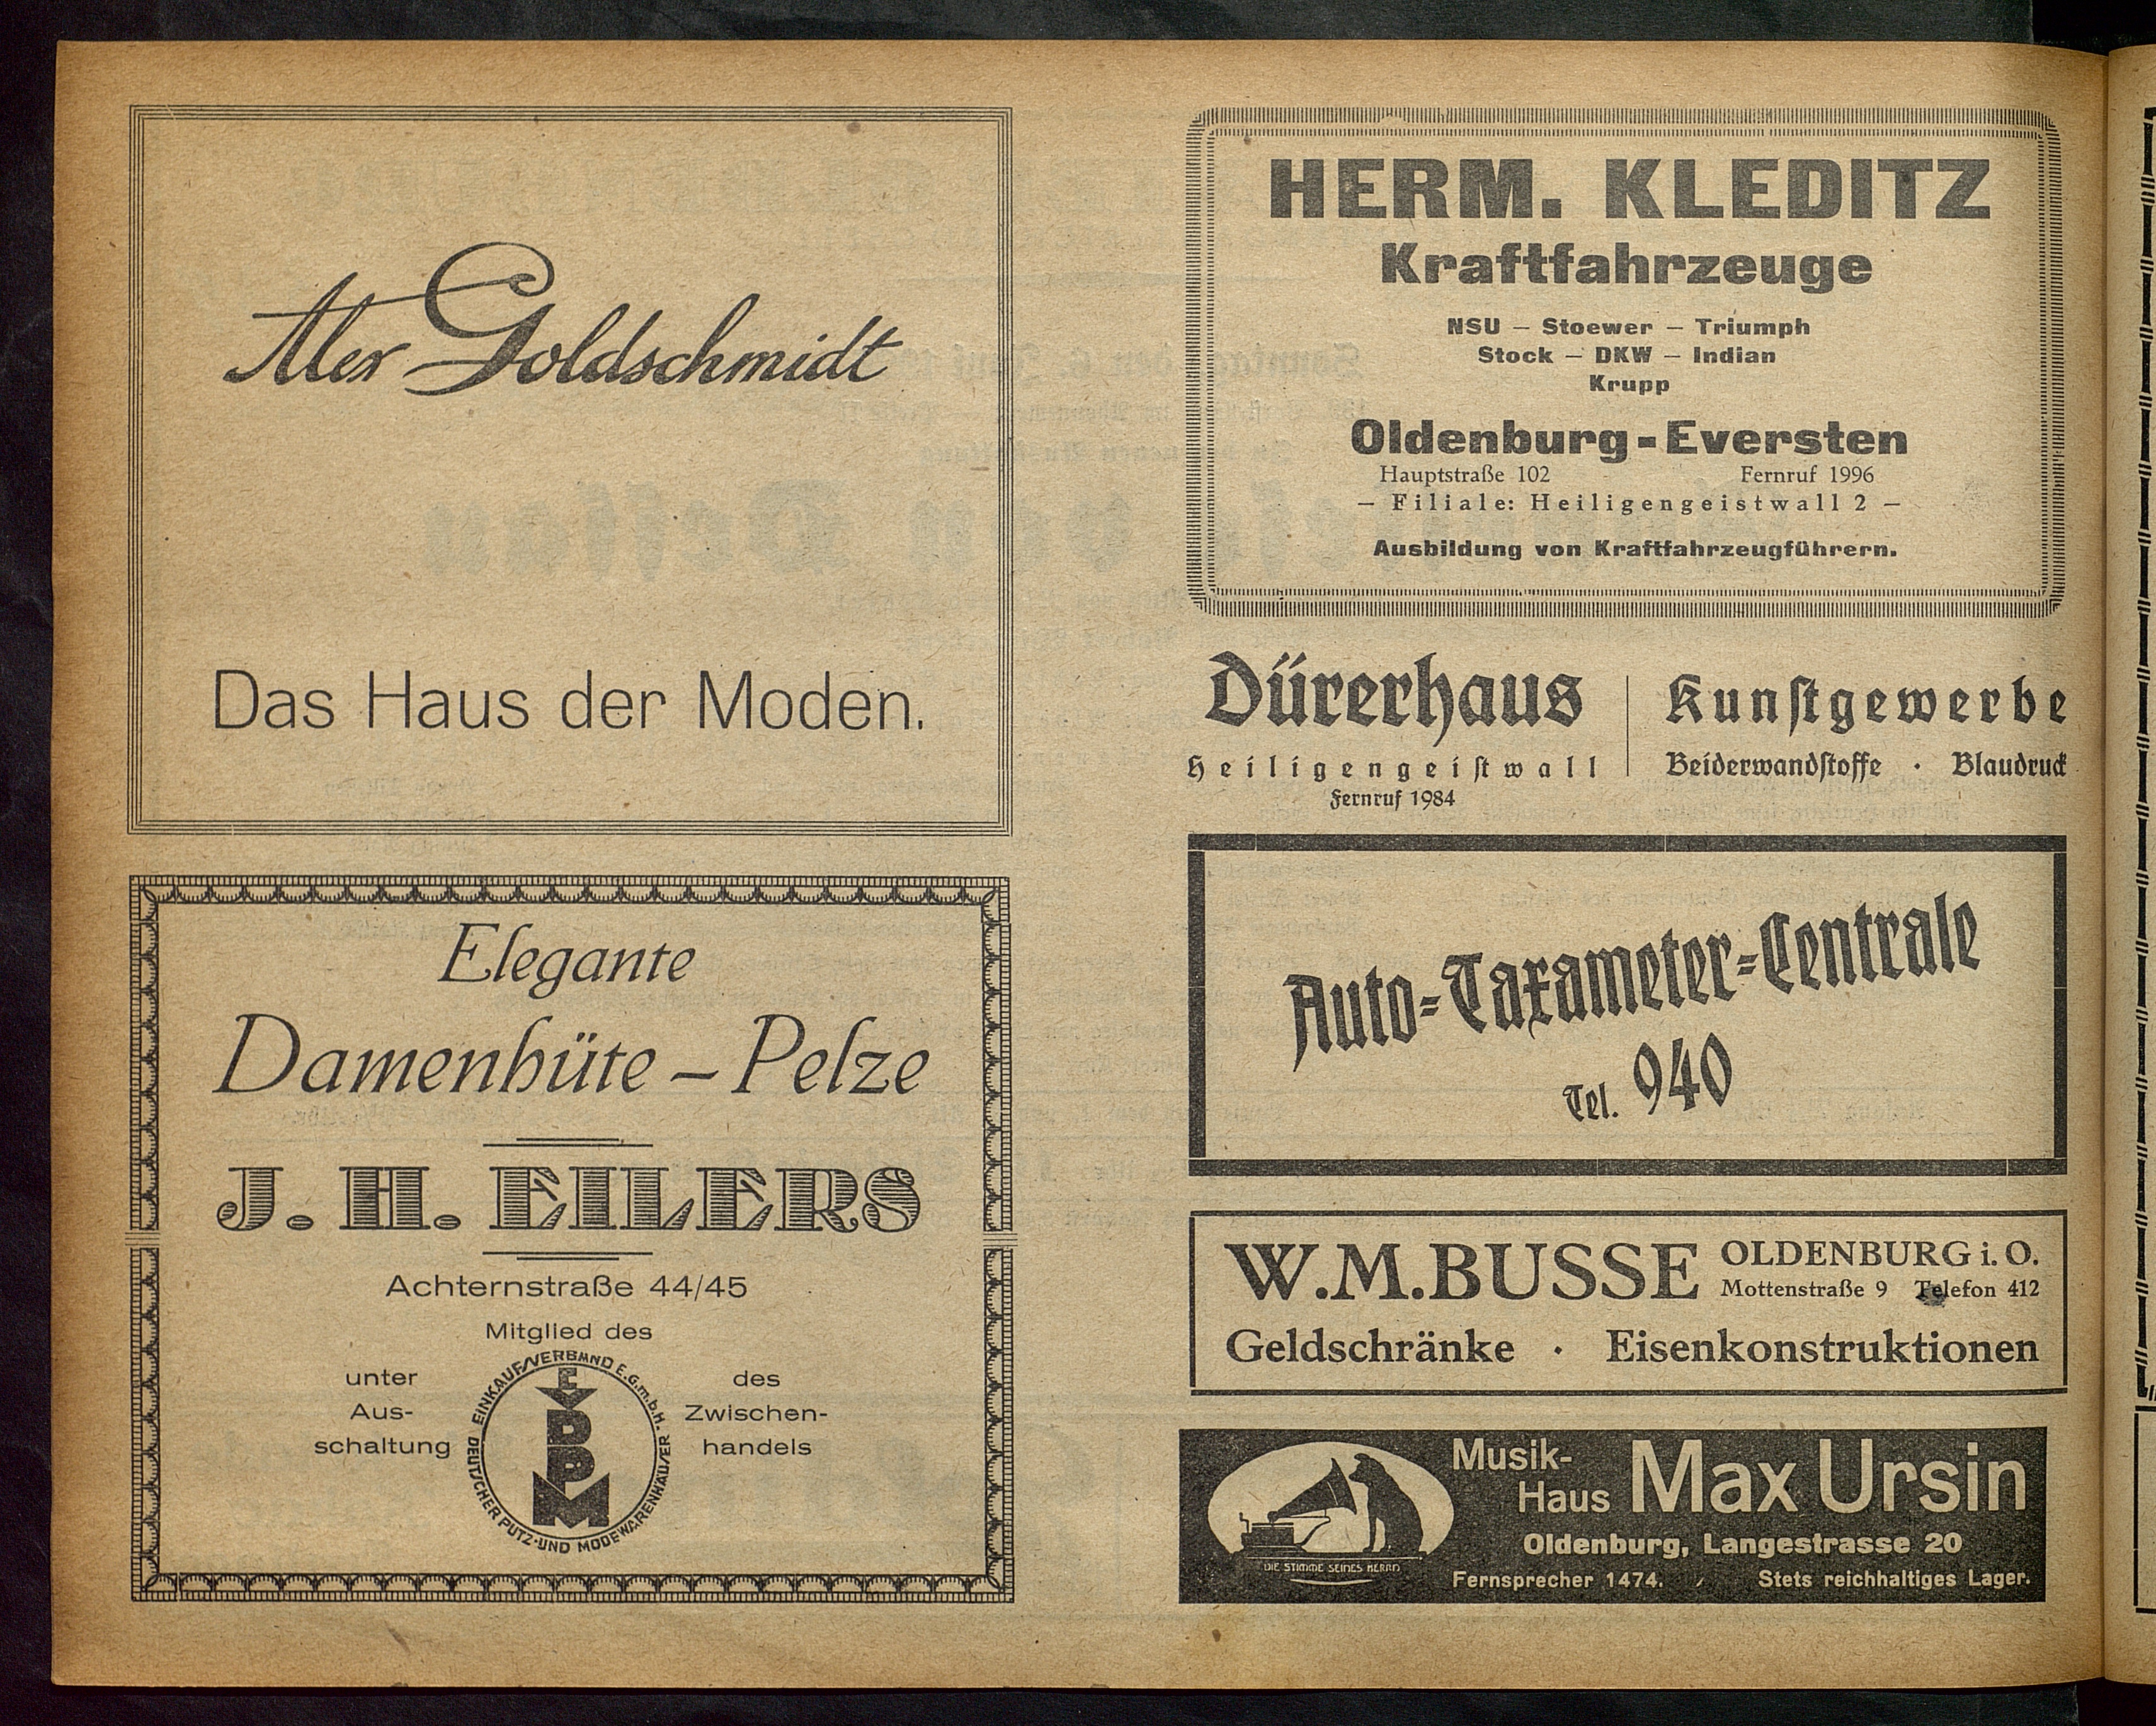 Alex Goldschmidt
Das Haus der Moden.
Elegante
Damenhüte – Pelze
J. H. EILERS
Achternstraße 44/45
Mitglied des
unter
Aus-
schaltung
EINKAUFSVERBAND E.G.m.b.H.
DEUTSCHER PUTZ-UND MODEWARENHÄUSER
E
D
P
M
des
Zwischen-
handels
HERM. KLEDITZ
Kraftfahrzeuge
NSU – Stoewer – Triumph
Stock – DKW – Indian
Krupp
Oldenburg-Eversten
Hauptstraße 102 Fernruf 1996
– Filiale: Heiligengeistwall 2 –
Ausbildung von Kraftfahrzeugführern.
Dürerhaus
Heiligengeistwall
Fernruf 1984
Kunstgewerbe
Beiderwandstoffe · Blaudruck
Auto-Taxameter-Centrale
Tel. 940
W.M.BUSSE OLDENBURG i. O.
Mottenstraße 9 Telefon 412
Geldschränke · Eisenkonstruktionen
DIE STIMME SEINES HERRN
Musik-
Haus Max Ursin
Oldenburg, Langestrasse 20
Fernsprecher 1474. Stets reichhaltiges Lager.